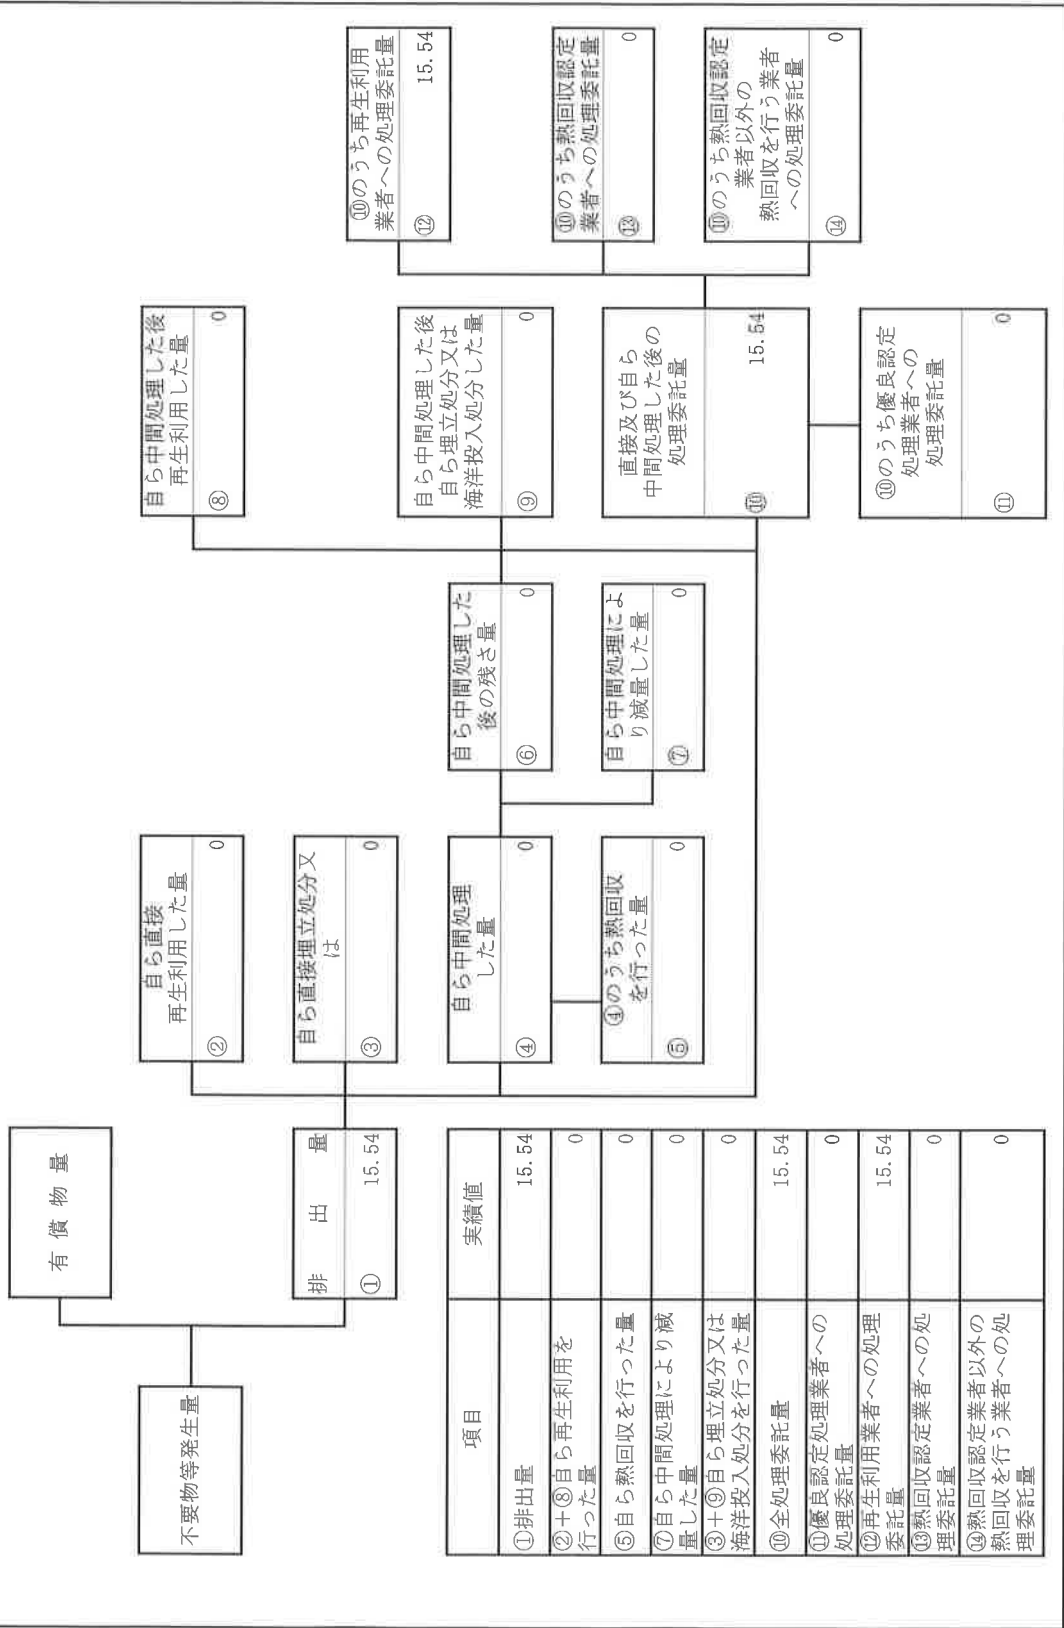 有償物量
不要物等発生量
排出量
① 15.54
自ら直接
再生利用した量
② 0
自ら直接埋立処分又
は
③ 0
自ら中間処理
した量
④ 0
④のうち熱回収
を行った量
⑤ 0
自ら中間処理した
後の残さ量
⑥ 0
自ら中間処理によ
り減量した量
⑦ 0
自ら中間処理した後
再生利用した量
⑧ 0
自ら中間処理した後
自ら埋立処分又は
海洋投入処分した量
⑨ 0
直接及び自ら
中間処理した後の
処理委託量
⑩ 15.54
⑩のうち優良認定
処理業者への
処理委託量
⑪ 0
⑩のうち再生利用
業者への処理委託量
⑫ 15.54
⑩のうち熱回収認定
業者への処理委託量
⑬ 0
⑩のうち熱回収認定
業者以外の
熱回収を行う業者
への処理委託量
⑭ 0
項目 実績値
①排出量 15.54
②+⑧自ら再生利用を
行った量 0
⑤自ら熱回収を行った量 0
⑦自ら中間処理により減
量した量 0
③+⑨自ら埋立処分又は
海洋投入処分を行った量 0
⑩全処理委託量 15.54
⑪優良認定処理業者への
処理委託量 0
⑫再生利用業者への処理
委託量 15.54
⑬熱回収認定業者への処
理委託量 0
⑭熱回収認定業者以外の
熱回収を行う業者への処
理委託量 0